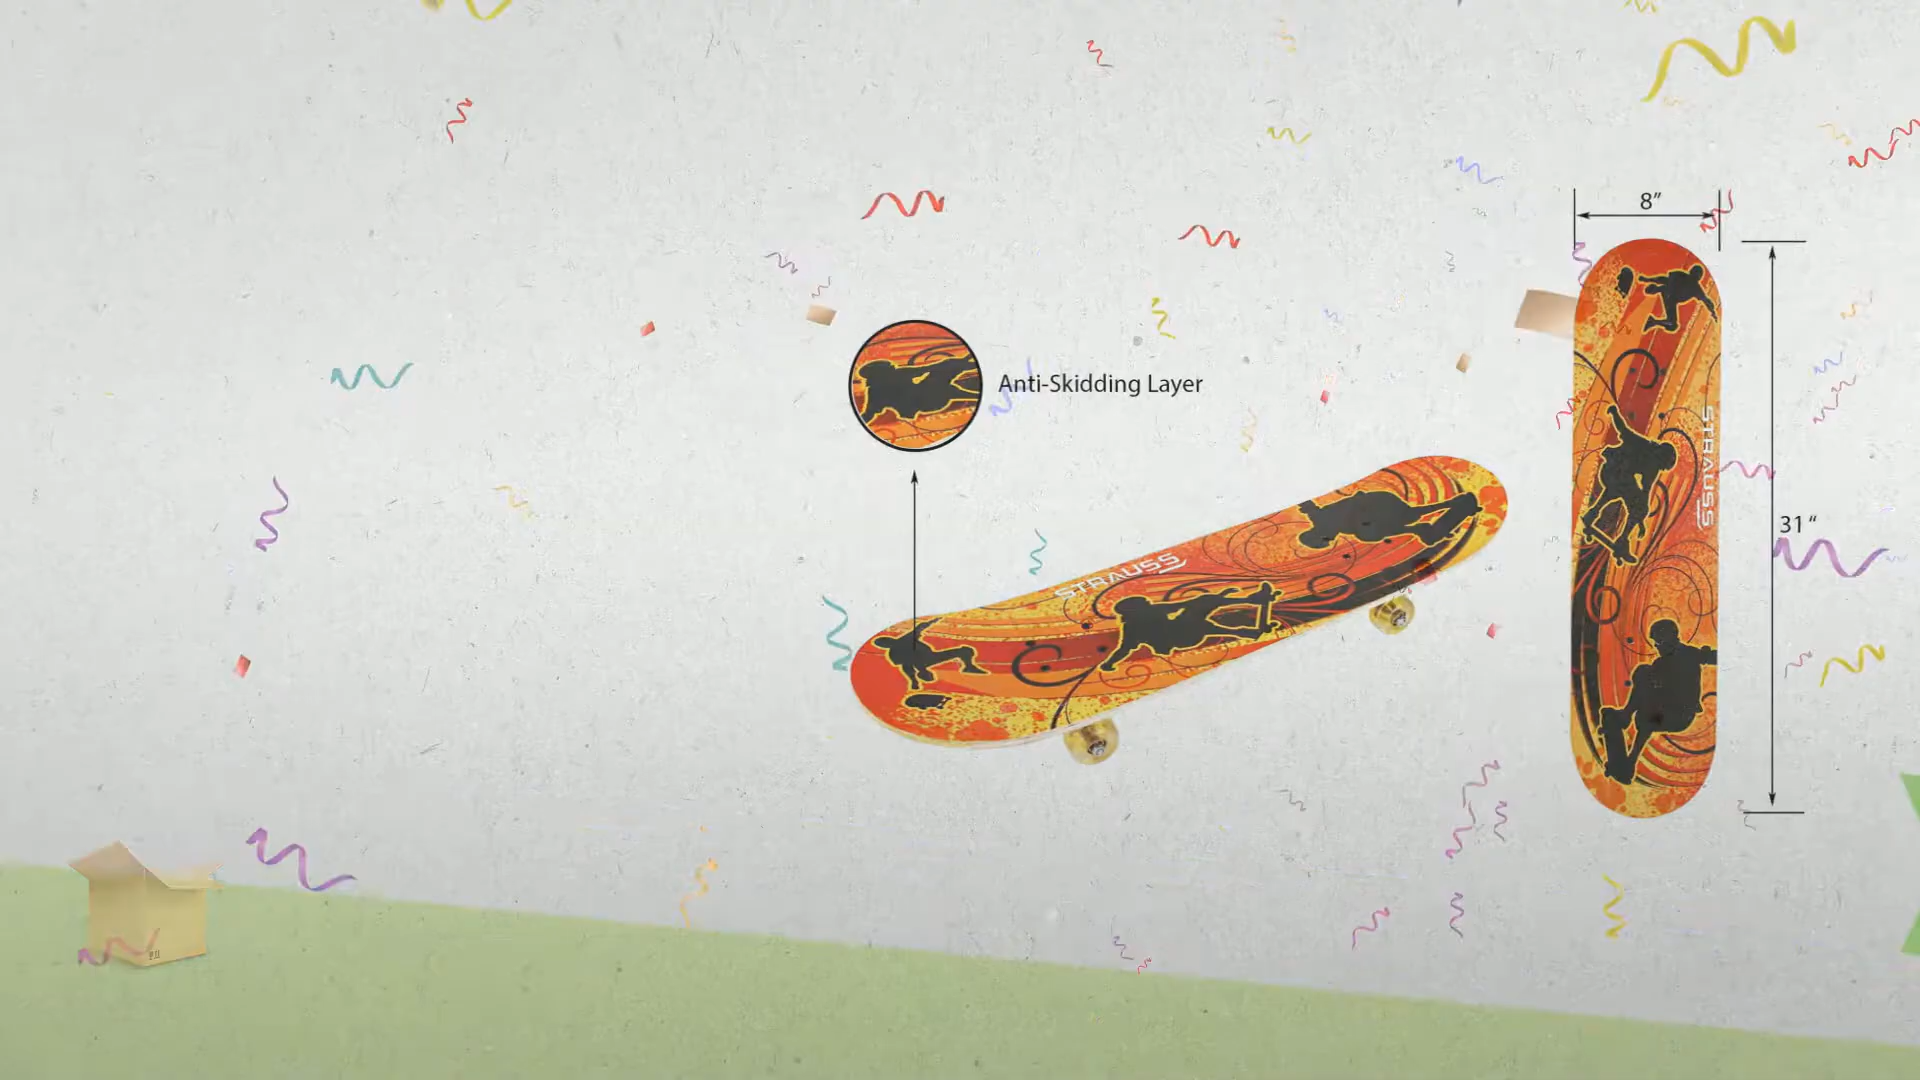 8"
Anti-Skidding Layer
STRAUSS
STRAUSS
31"